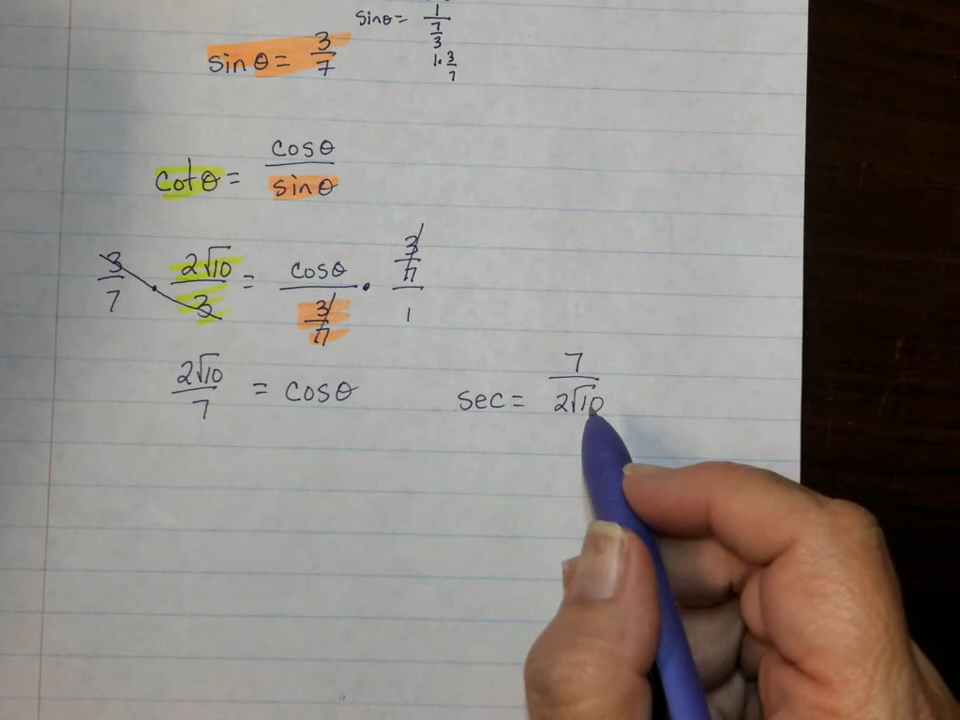 sinθ = 1/(7/3)
1·3/7
sin θ = 3/7
cotθ = cosθ/sinθ
3/7 · 2√10/3 = cosθ/(3/7) · (3/7)/1
2√10/7 = cosθ
sec = 7/2√10